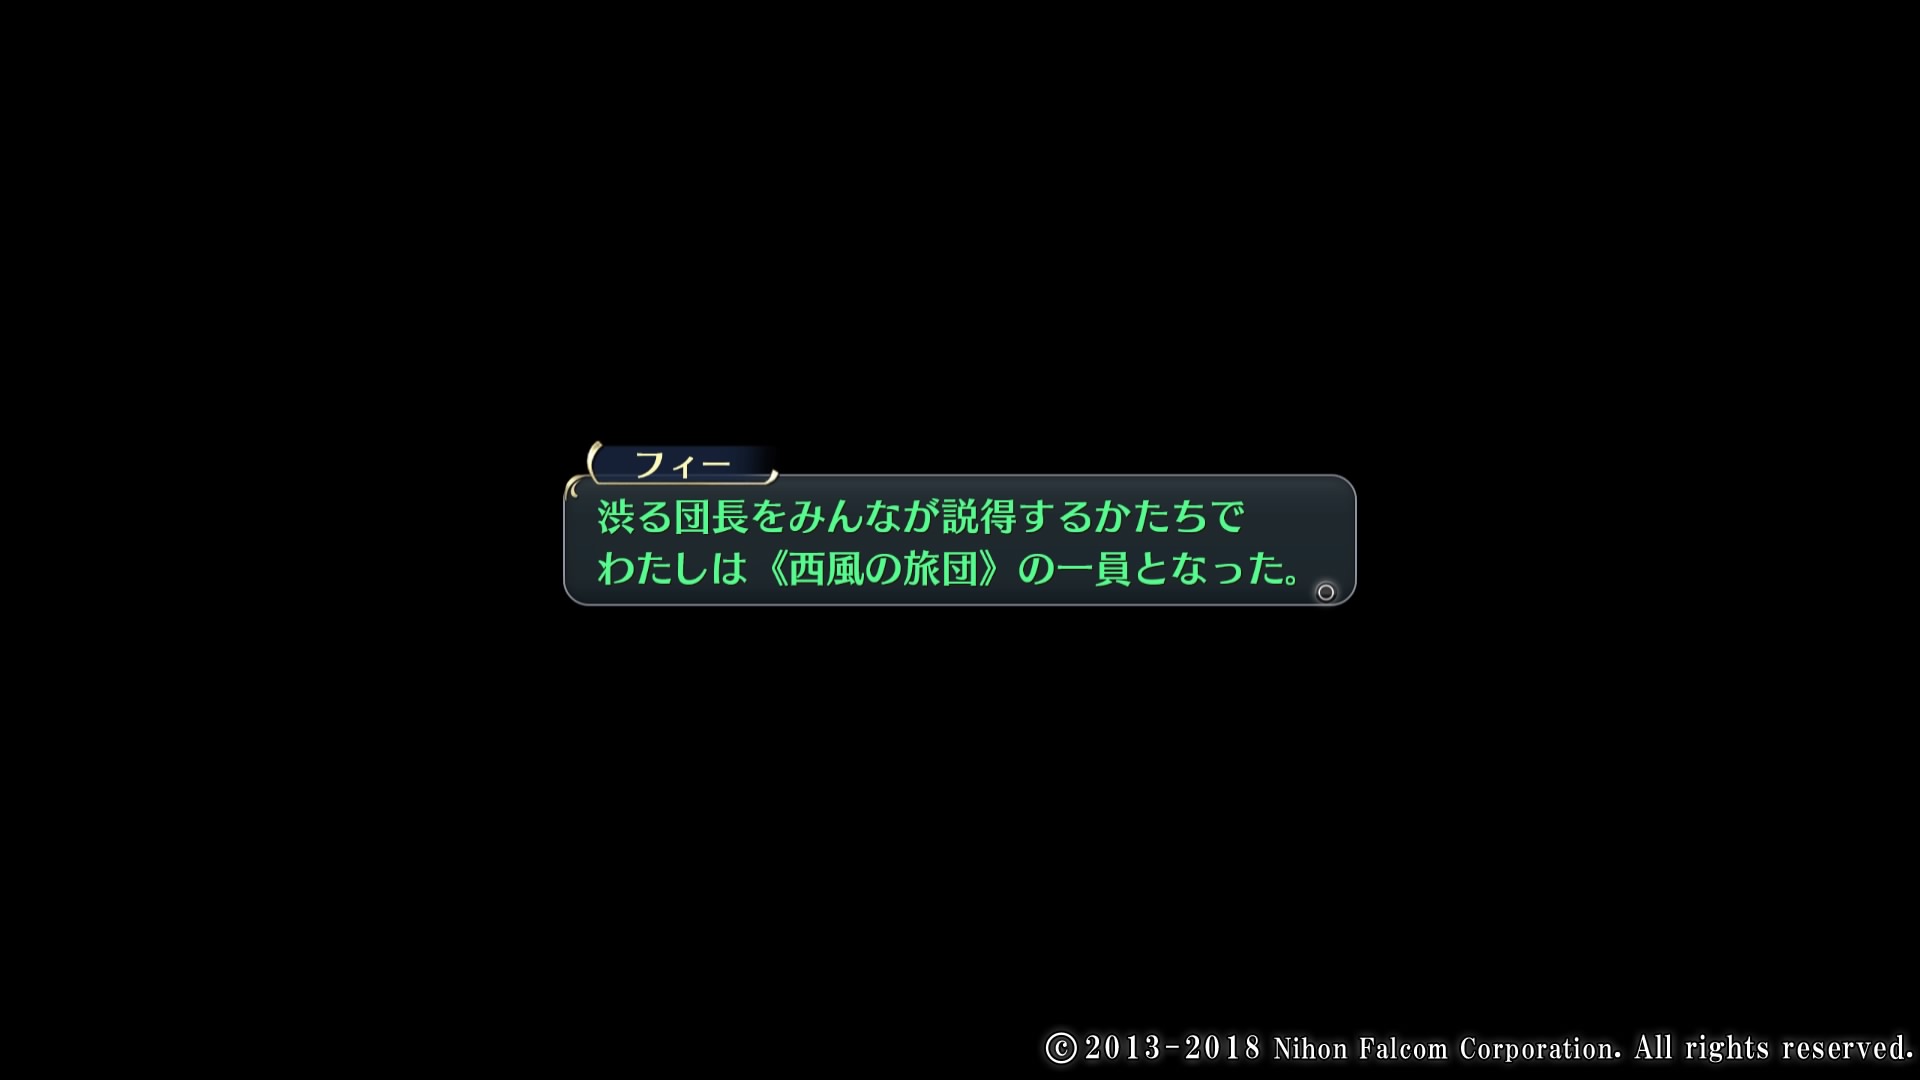 フィー
渋る団長をみんなが説得するかたちで
わたしは《西風の旅団》の一員となった。
©2013-2018 Nihon Falcom Corporation. All rights reserved.